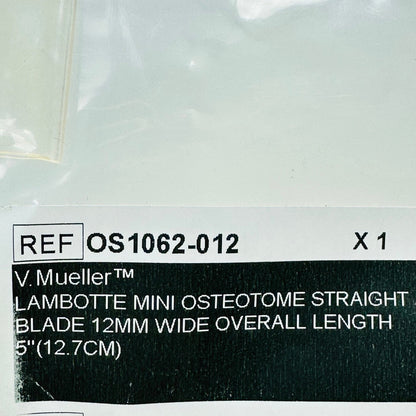 REF OS1062-012 X 1
V. Mueller™
LAMBOTTE MINI OSTEOTOME STRAIGHT
BLADE 12MM WIDE OVERALL LENGTH
5"(12.7CM)